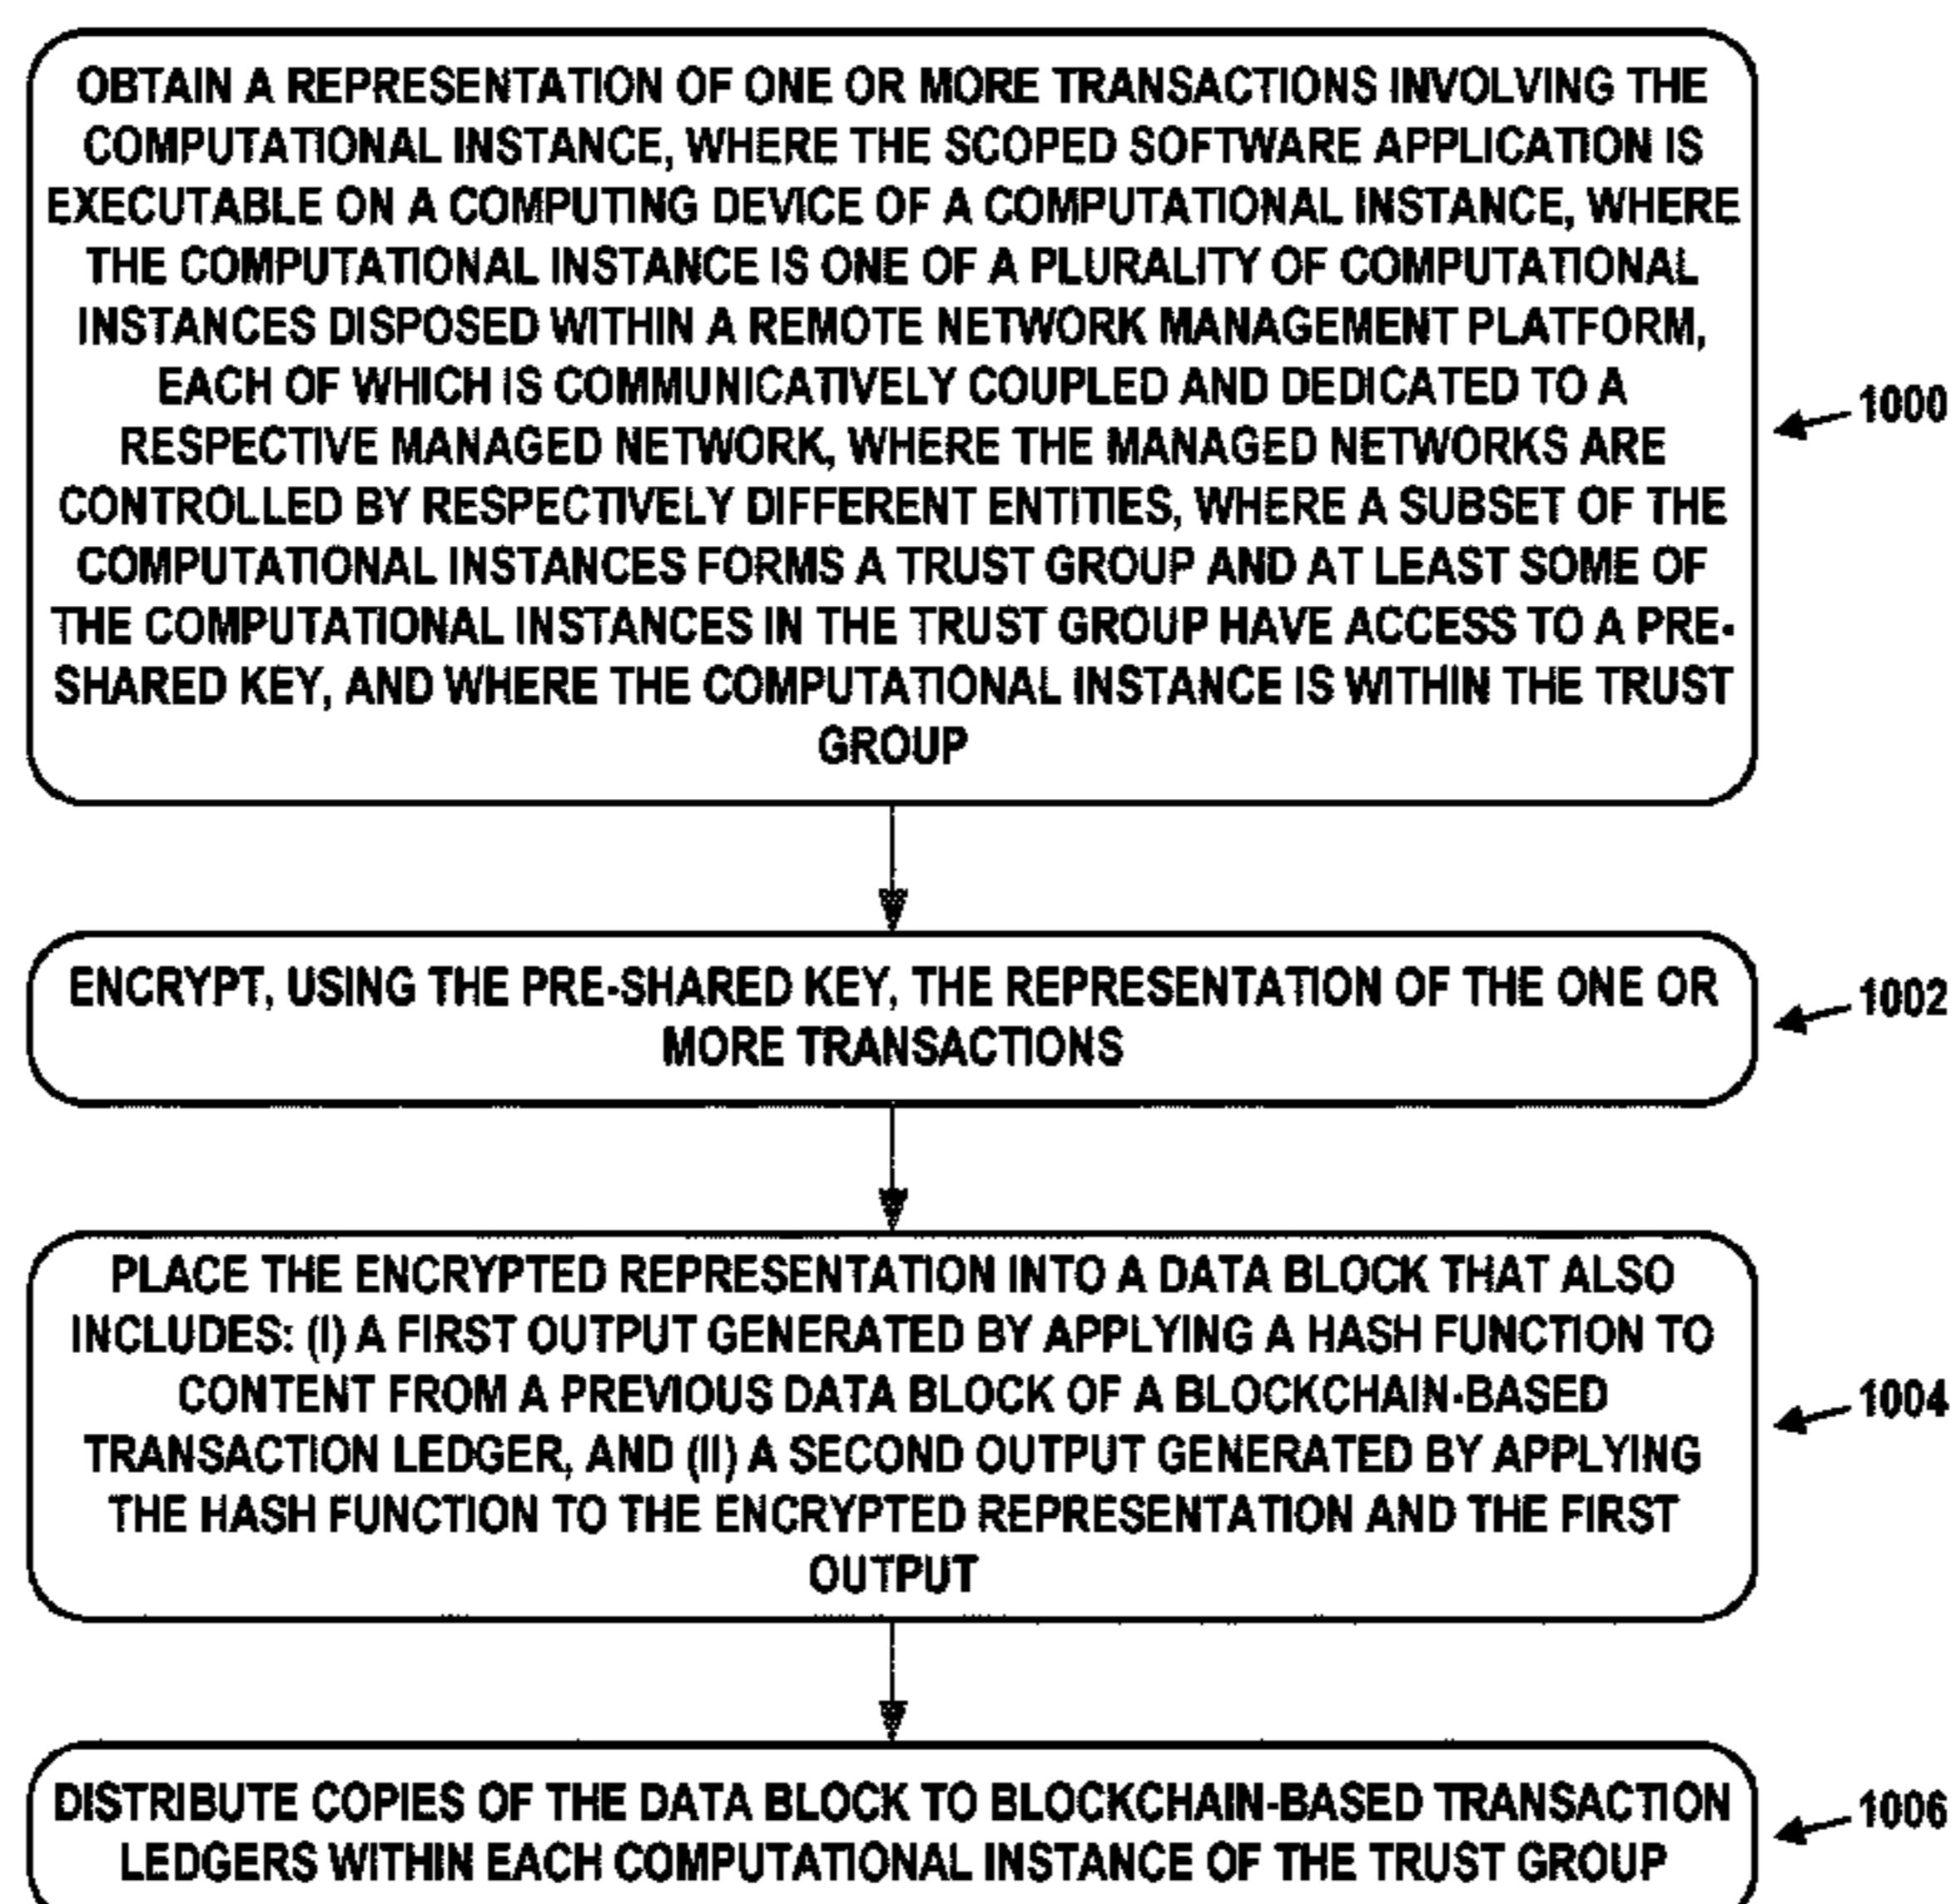 OBTAIN A REPRESENTATION OF ONE OR MORE TRANSACTIONS INVOLVING THE
COMPUTATIONAL INSTANCE, WHERE THE SCOPED SOFTWARE APPLICATION IS
EXECUTABLE ON A COMPUTING DEVICE OF A COMPUTATIONAL INSTANCE, WHERE
THE COMPUTATIONAL INSTANCE IS ONE OF A PLURALITY OF COMPUTATIONAL
INSTANCES DISPOSED WITHIN A REMOTE NETWORK MANAGEMENT PLATFORM,
EACH OF WHICH IS COMMUNICATIVELY COUPLED AND DEDICATED TO A
RESPECTIVE MANAGED NETWORK, WHERE THE MANAGED NETWORKS ARE
CONTROLLED BY RESPECTIVELY DIFFERENT ENTITIES, WHERE A SUBSET OF THE
COMPUTATIONAL INSTANCES FORMS A TRUST GROUP AND AT LEAST SOME OF
THE COMPUTATIONAL INSTANCES IN THE TRUST GROUP HAVE ACCESS TO A PRE-
SHARED KEY, AND WHERE THE COMPUTATIONAL INSTANCE IS WITHIN THE TRUST
GROUP
1000
ENCRYPT, USING THE PRE-SHARED KEY, THE REPRESENTATION OF THE ONE OR
MORE TRANSACTIONS
1002
PLACE THE ENCRYPTED REPRESENTATION INTO A DATA BLOCK THAT ALSO
INCLUDES: (I) A FIRST OUTPUT GENERATED BY APPLYING A HASH FUNCTION TO
CONTENT FROM A PREVIOUS DATA BLOCK OF A BLOCKCHAIN-BASED
TRANSACTION LEDGER, AND (II) A SECOND OUTPUT GENERATED BY APPLYING
THE HASH FUNCTION TO THE ENCRYPTED REPRESENTATION AND THE FIRST
OUTPUT
1004
DISTRIBUTE COPIES OF THE DATA BLOCK TO BLOCKCHAIN-BASED TRANSACTION
LEDGERS WITHIN EACH COMPUTATIONAL INSTANCE OF THE TRUST GROUP
1006